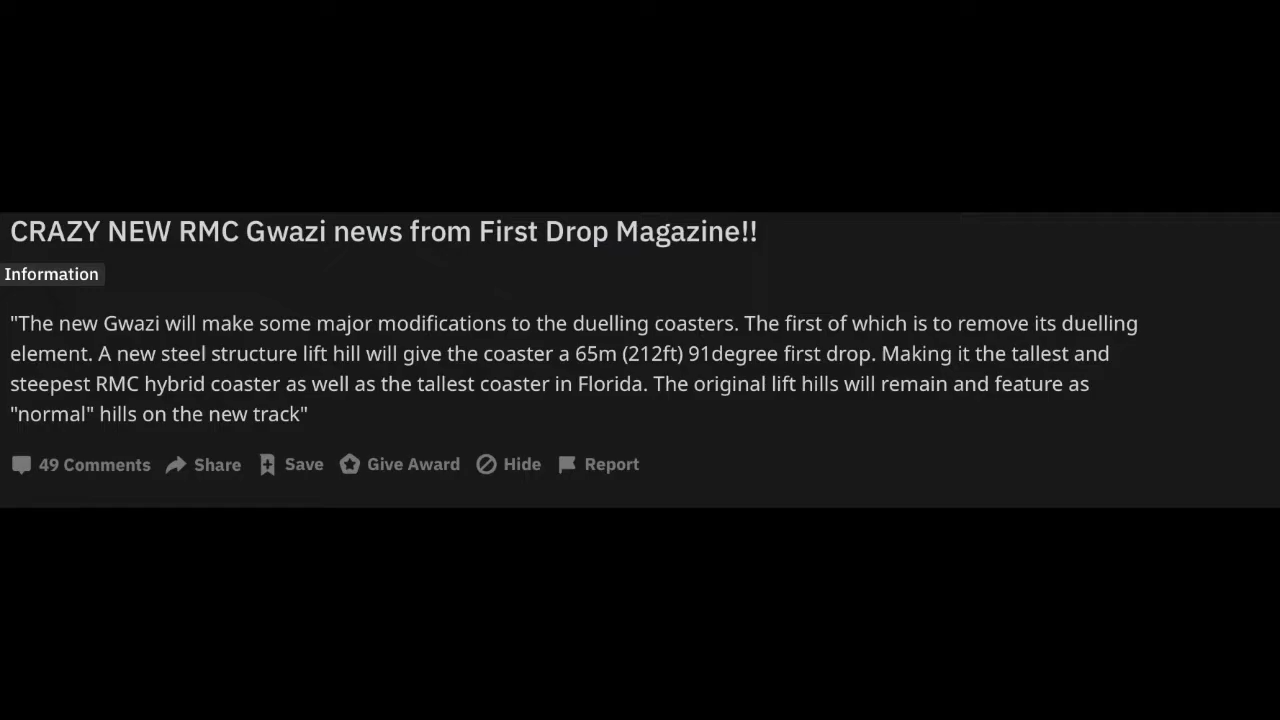 CRAZY NEW RMC Gwazi news from First Drop Magazine!!
Information
"The new Gwazi will make some major modifications to the duelling coasters. The first of which is to remove its duelling
element. A new steel structure lift hill will give the coaster a 65m (212ft) 91degree first drop. Making it the tallest and
steepest RMC hybrid coaster as well as the tallest coaster in Florida. The original lift hills will remain and feature as
"normal" hills on the new track"
49 Comments Share Save Give Award Hide Report